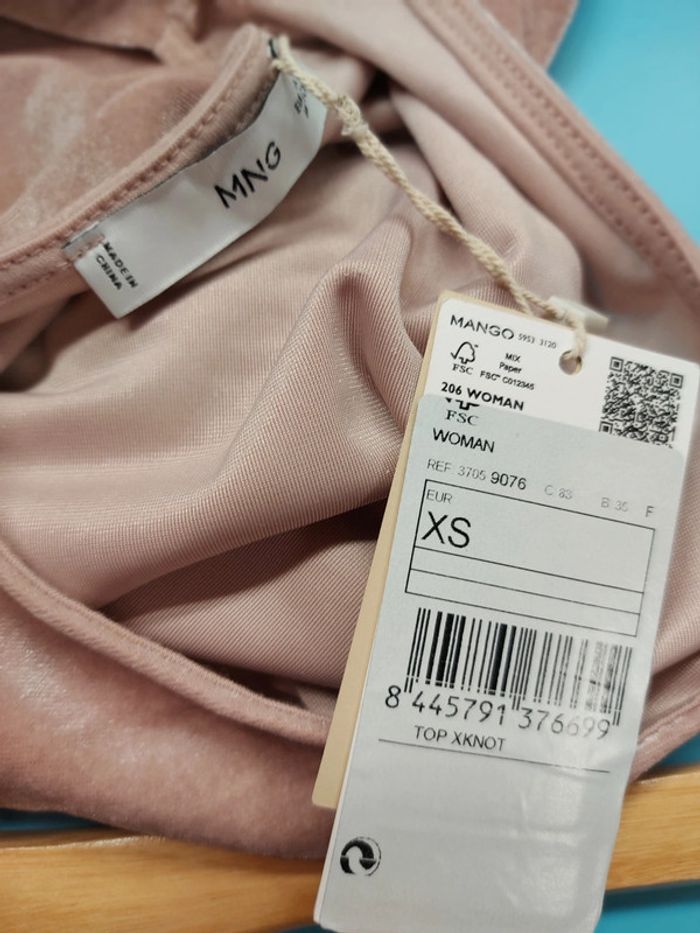 MNG
MADE IN
CHINA
MANGO 5953 3120
FSC
MIX
Paper
FSC™ C012345
206 WOMAN
FSC
WOMAN
REF. 3705 9076 C. 83 B. 35 F
EUR
XS
8 445791 376699
TOP XKNOT